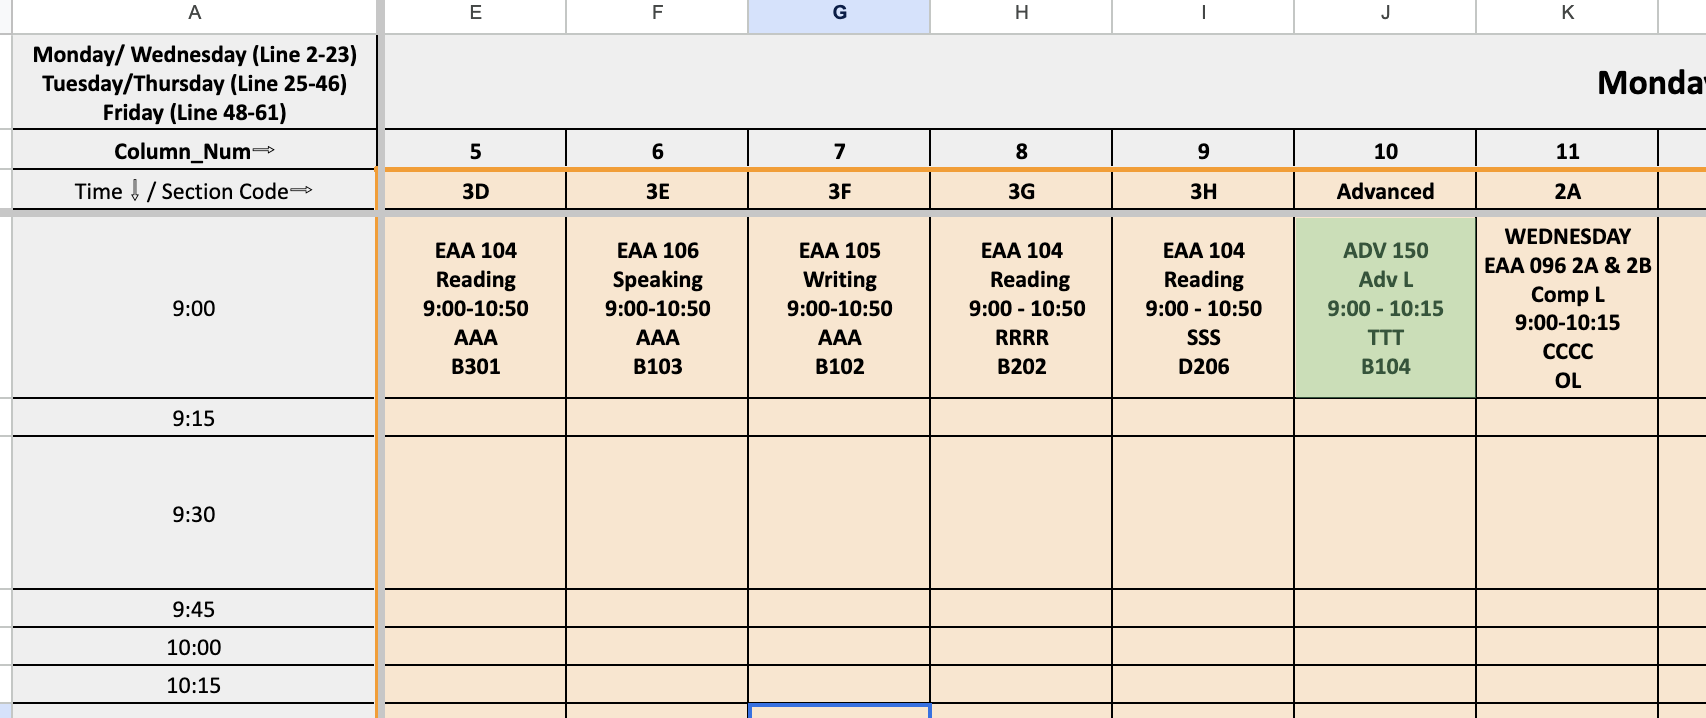 A E F G H I J K
Monday/ Wednesday (Line 2-23)
Tuesday/Thursday (Line 25-46)
Friday (Line 48-61)
Column_Num⇨ 5 6 7 8 9 10 11
Time ⇩ / Section Code⇨ 3D 3E 3F 3G 3H Advanced 2A
9:00
EAA 104
Reading
9:00-10:50
AAA
B301
EAA 106
Speaking
9:00-10:50
AAA
B103
EAA 105
Writing
9:00-10:50
AAA
B102
EAA 104
Reading
9:00 - 10:50
RRRR
B202
EAA 104
Reading
9:00 - 10:50
SSS
D206
ADV 150
Adv L
9:00 - 10:15
TTT
B104
WEDNESDAY
EAA 096 2A & 2B
Comp L
9:00-10:15
CCCC
OL
9:15
9:30
9:45
10:00
10:15